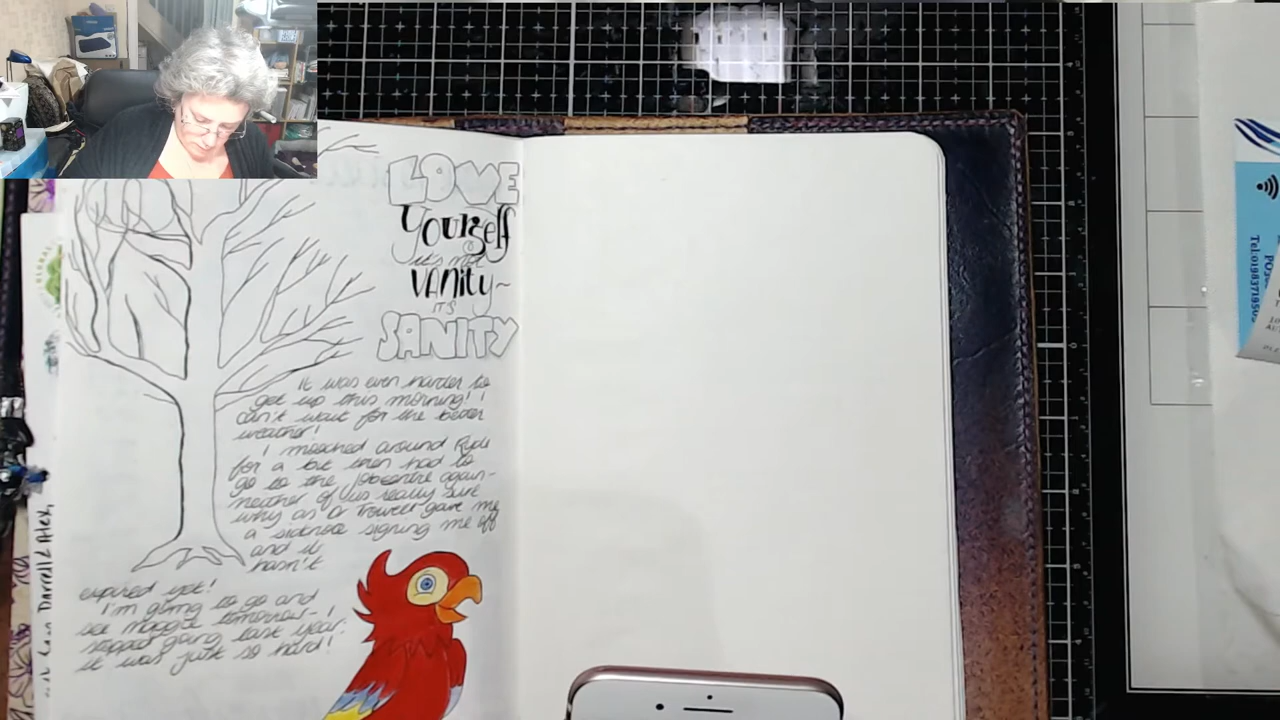 LOVE
Yourself
it's not
VANity~
IT'S
SANITY
It was even harder to
get up this morning! I
can't wait for the better
weather!
I mooched around Ryde
for a bit then had to
go to the Jobcentre again-
neither of us really sure
why as Dr Trowell gave me
a sicknote signing me off
and it
hasn't
expired yet!
I'm going to go and
see Maggie tomorrow- I
stopped going last year.
it was just so hard!
Darrell & Alex,